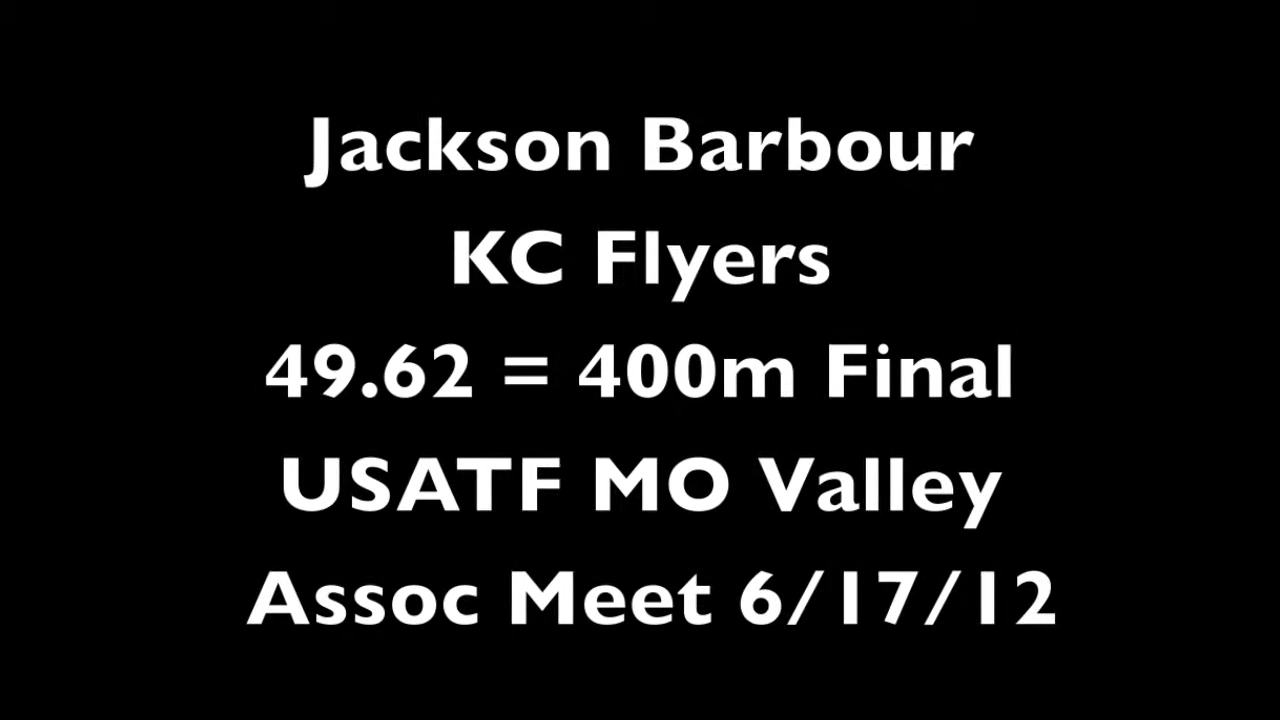 Jackson Barbour
KC Flyers
49.62 = 400m Final
USATF MO Valley
Assoc Meet 6/17/12